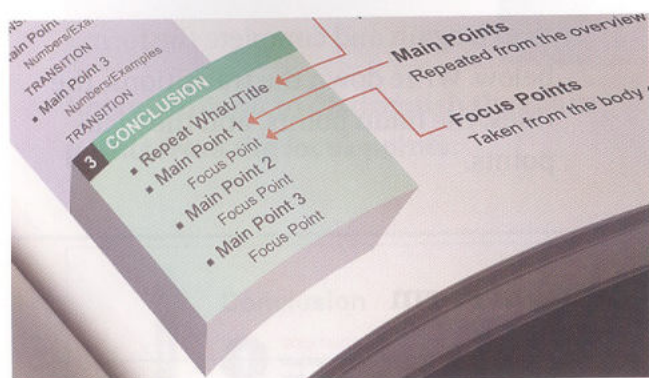 Main Point
Numbers/Exa
TRANSITION
Main Point 3
Numbers/Examples
TRANSITION
3 CONCLUSION
Repeat What/Title
Main Point 1
Focus Point
Main Point 2
Focus Point
Main Point 3
Focus Point
Main Points
Repeated from the overview
Focus Points
Taken from the body